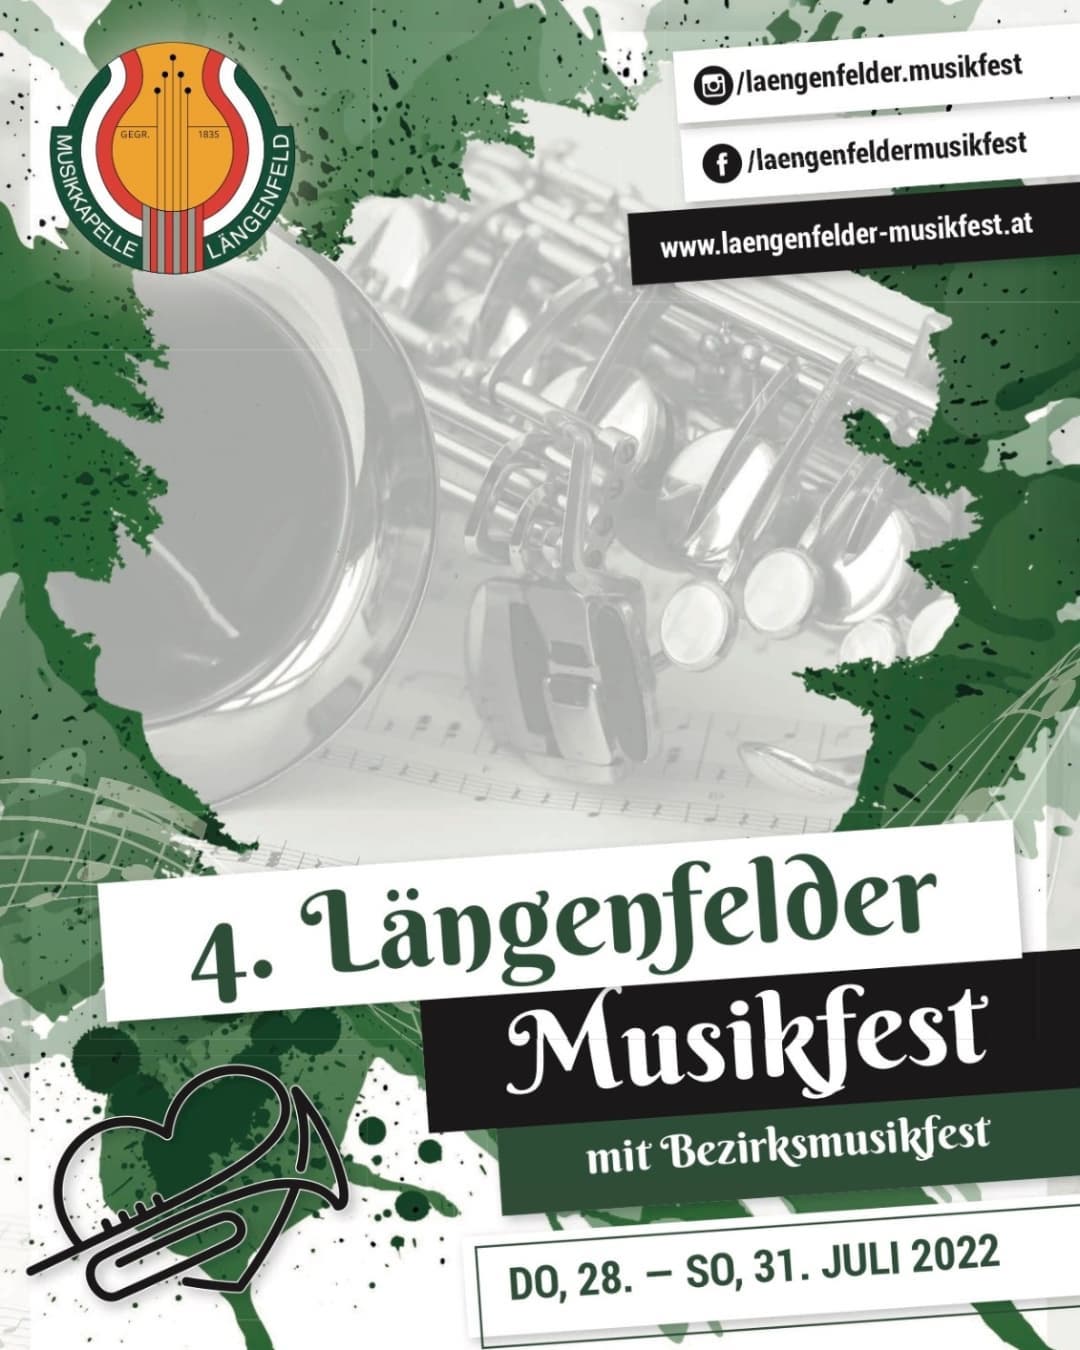 GEGR. 1835
MUSIKKAPELLE LÄNGENFELD
/laengenfelder.musikfest
/laengenfeldermusikfest
www.laengenfelder-musikfest.at
4. Längenfelder
Musikfest
mit Bezirksmusikfest
DO, 28. – SO, 31. JULI 2022